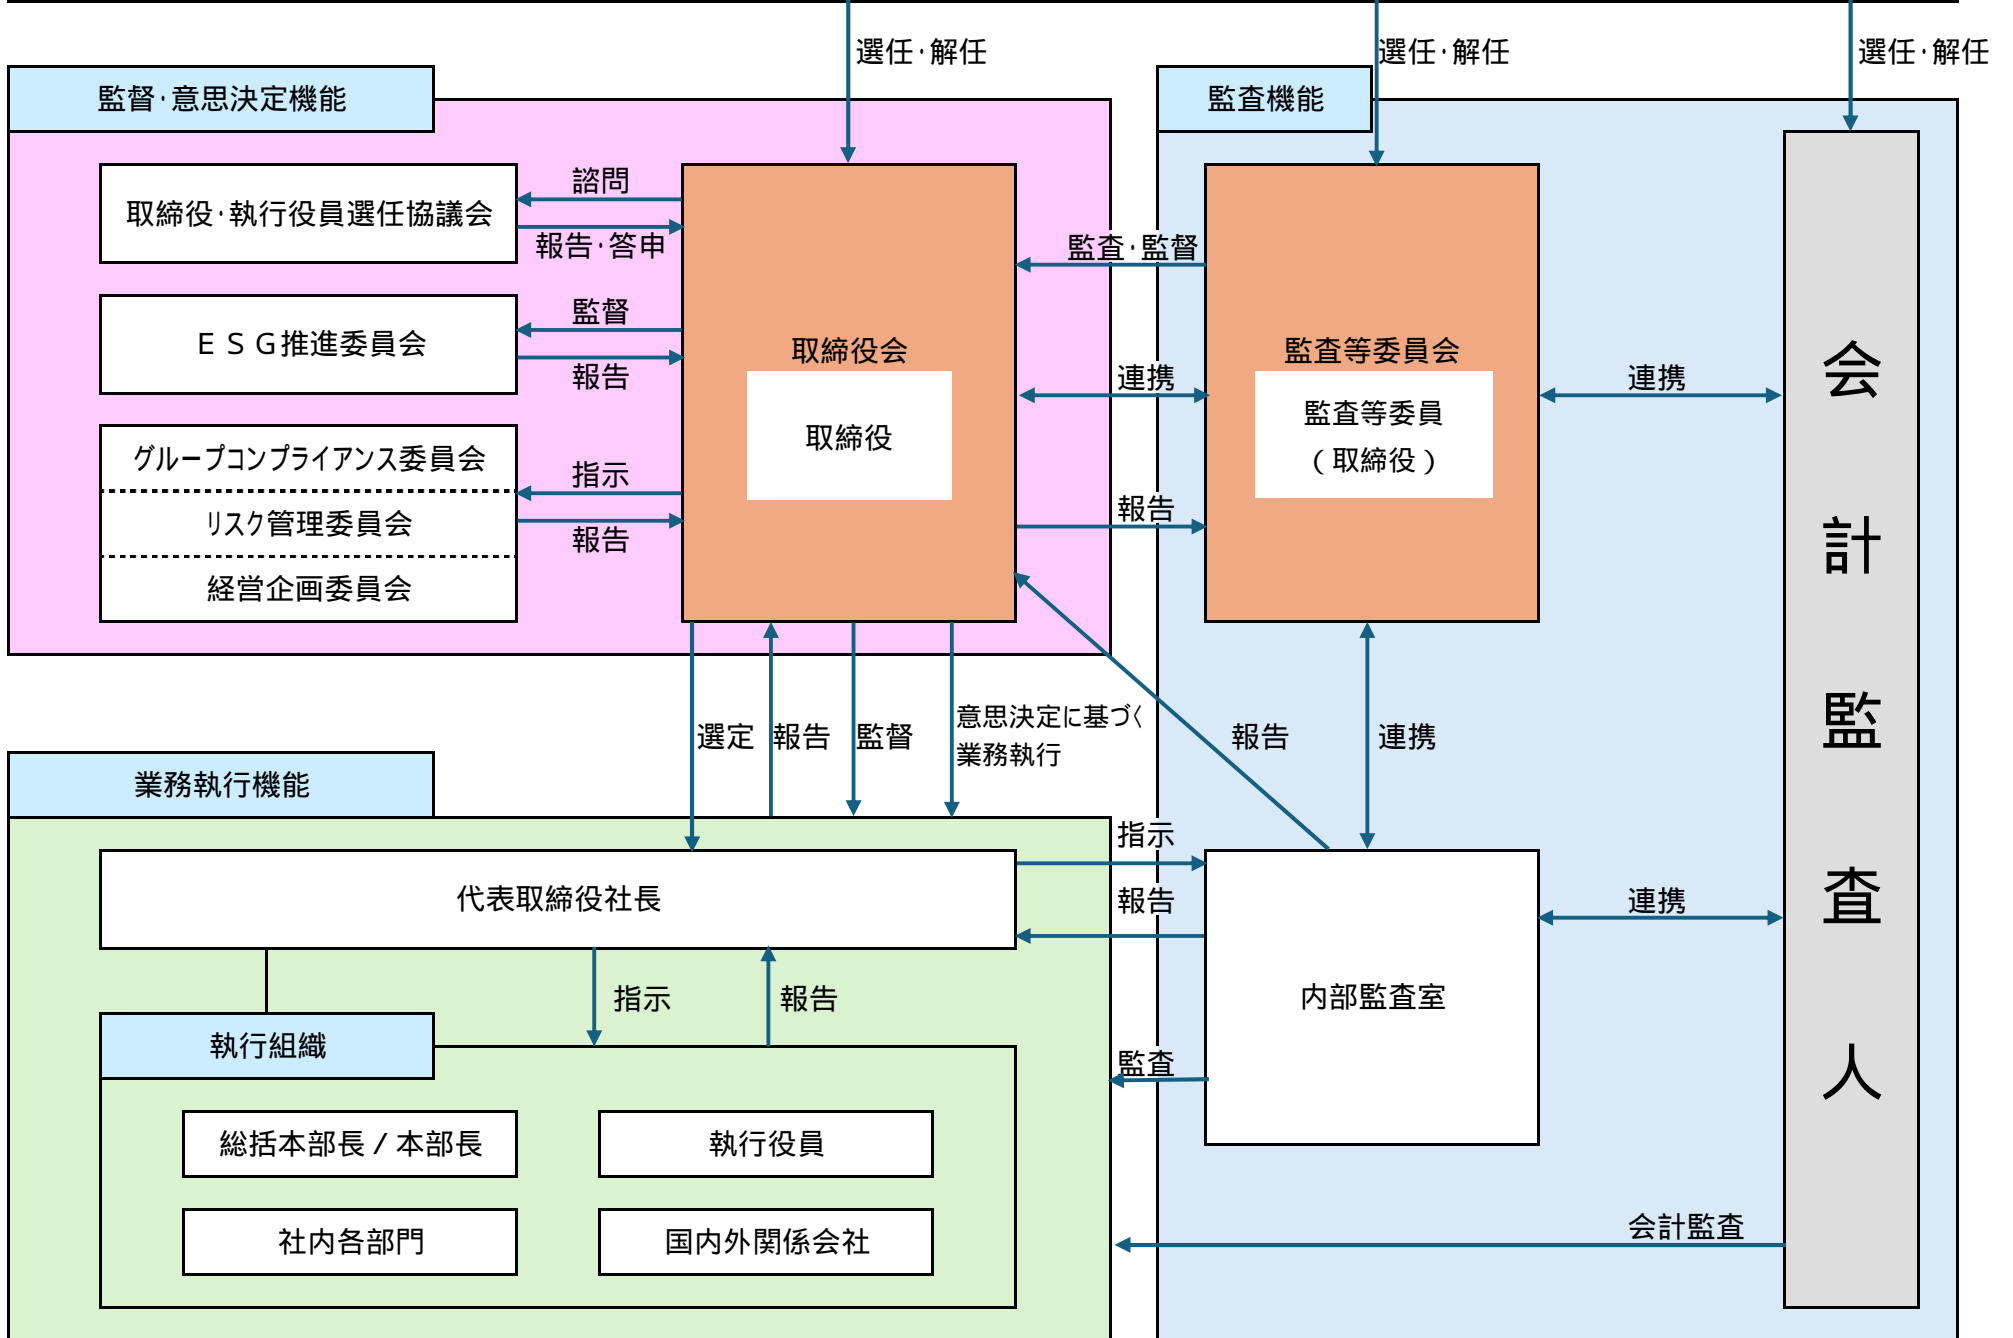 選任・解任
選任・解任
選任・解任
監督・意思決定機能
監査機能
諮問
取締役・執行役員選任協議会
報告・答申
監査・監督
監督
ＥＳＧ推進委員会
報告
取締役会
取締役
連携
監査等委員会
監査等委員
（取締役）
連携
グループコンプライアンス委員会
指示
リスク管理委員会
報告
報告
経営企画委員会
会計監査人
選定
報告
監督
意思決定に基づく
業務執行
報告
連携
業務執行機能
指示
代表取締役社長
報告
連携
指示
報告
内部監査室
執行組織
監査
総括本部長／本部長
執行役員
社内各部門
国内外関係会社
会計監査